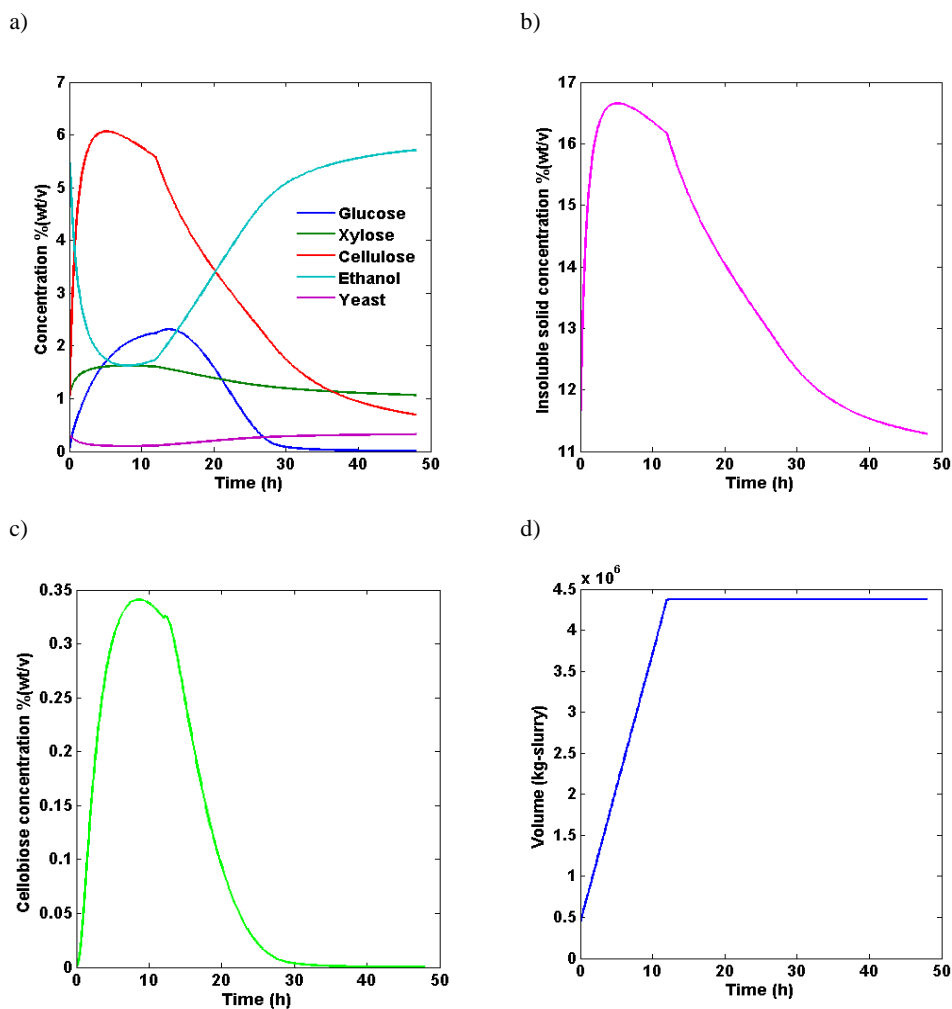 a)
b)
7
6
5
4
3
2
1
0
Concentration %(wt/v)
Glucose
Xylose
Cellulose
Ethanol
Yeast
0 10 20 30 40 50
Time (h)
17
16
15
14
13
12
11
Insoluble solid concentration %(wt/v)
0 10 20 30 40 50
Time (h)
c)
d)
0.35
0.3
0.25
0.2
0.15
0.1
0.05
0
Cellobiose concentration %(wt/v)
0 10 20 30 40 50
Time (h)
x 10^6
4.5
4
3.5
3
2.5
2
1.5
1
0.5
0
Volume (kg-slurry)
0 10 20 30 40 50
Time (h)